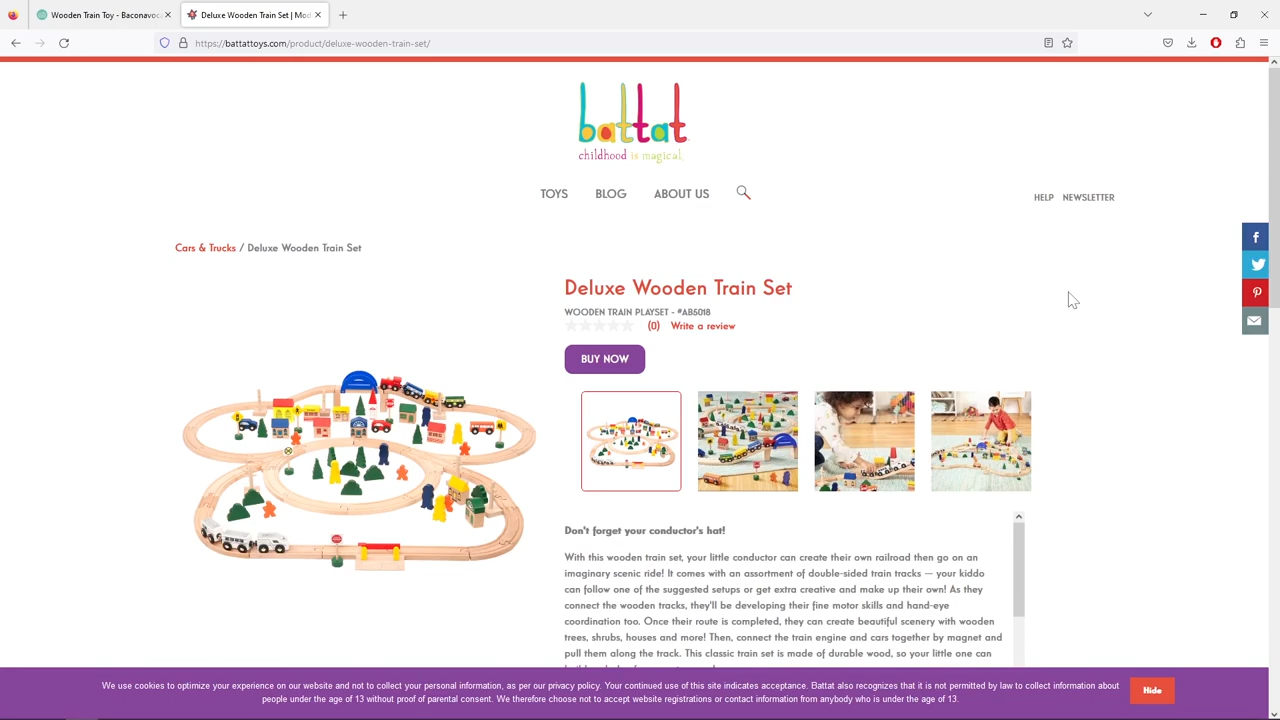 Wooden Train Toy - Baconavoc
Deluxe Wooden Train Set | Mod
https://battattoys.com/product/deluxe-wooden-train-set/
battat
childhood is magical.
TOYS BLOG ABOUT US
HELP NEWSLETTER
Cars & Trucks / Deluxe Wooden Train Set
Deluxe Wooden Train Set
WOODEN TRAIN PLAYSET - #AB5018
(0) Write a review
BUY NOW
Don't forget your conductor's hat!
With this wooden train set, your little conductor can create their own railroad then go on an
imaginary scenic ride! It comes with an assortment of double-sided train tracks — your kiddo
can follow one of the suggested setups or get extra creative and make up their own! As they
connect the wooden tracks, they'll be developing their fine motor skills and hand-eye
coordination too. Once their route is completed, they can create beautiful scenery with wooden
trees, shrubs, houses and more! Then, connect the train engine and cars together by magnet and
pull them along the track. This classic train set is made of durable wood, so your little one can
We use cookies to optimize your experience on our website and not to collect your personal information, as per our privacy policy. Your continued use of this site indicates acceptance. Battat also recognizes that it is not permitted by law to collect information about
people under the age of 13 without proof of parental consent. We therefore choose not to accept website registrations or contact information from anybody who is under the age of 13.
Hide